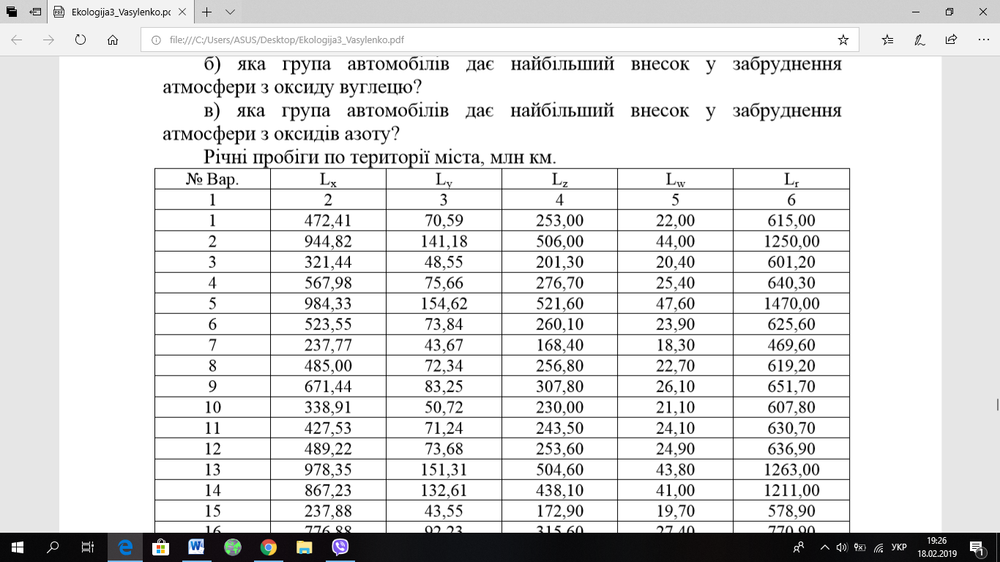 Ekologija3_Vasylenko.pc
file:///C:/Users/ASUS/Desktop/Ekologija3_Vasylenko.pdf
б) яка група автомобілів дає найбільший внесок у забруднення
атмосфери з оксиду вуглецю?
в) яка група автомобілів дає найбільший внесок у забруднення
атмосфери з оксидів азоту?
Річні пробіги по території міста, млн км.
№ Вар. Lx Ly Lz Lw Lr
1 2 3 4 5 6
1 472,41 70,59 253,00 22,00 615,00
2 944,82 141,18 506,00 44,00 1250,00
3 321,44 48,55 201,30 20,40 601,20
4 567,98 75,66 276,70 25,40 640,30
5 984,33 154,62 521,60 47,60 1470,00
6 523,55 73,84 260,10 23,90 625,60
7 237,77 43,67 168,40 18,30 469,60
8 485,00 72,34 256,80 22,70 619,20
9 671,44 83,25 307,80 26,10 651,70
10 338,91 50,72 230,00 21,10 607,80
11 427,53 71,24 243,50 24,10 630,70
12 489,22 73,68 253,60 24,90 636,90
13 978,35 151,31 504,60 43,80 1263,00
14 867,23 132,61 438,10 41,00 1211,00
15 237,88 43,55 172,90 19,70 578,90
16 776,88 92,23 315,60 27,40 770,90
УКР
19:26
18.02.2019
1